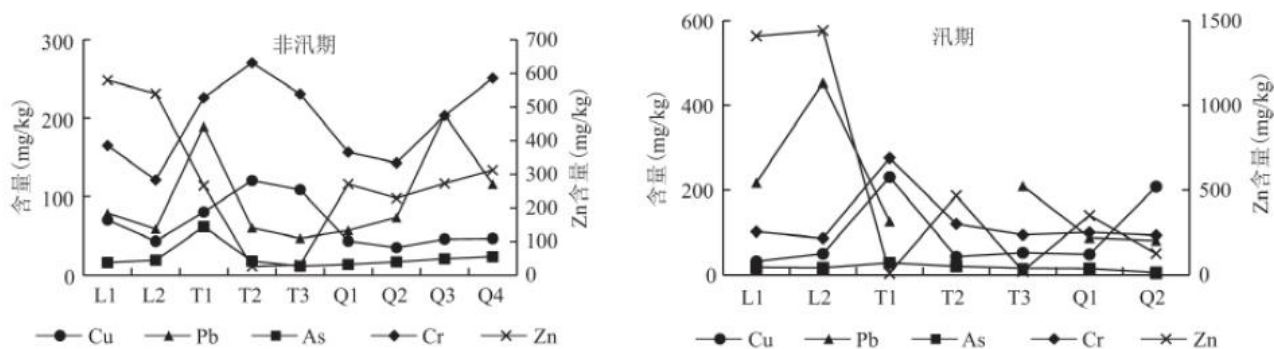 非汛期
含量(mg/kg)
300
200
100
0
Zn含量(mg/kg)
700
600
500
400
300
200
100
0
L1 L2 T1 T2 T3 Q1 Q2 Q3 Q4
Cu Pb As Cr Zn
汛期
含量(mg/kg)
600
400
200
0
Zn含量(mg/kg)
1500
1000
500
0
L1 L2 T1 T2 T3 Q1 Q2
Cu Pb As Cr Zn